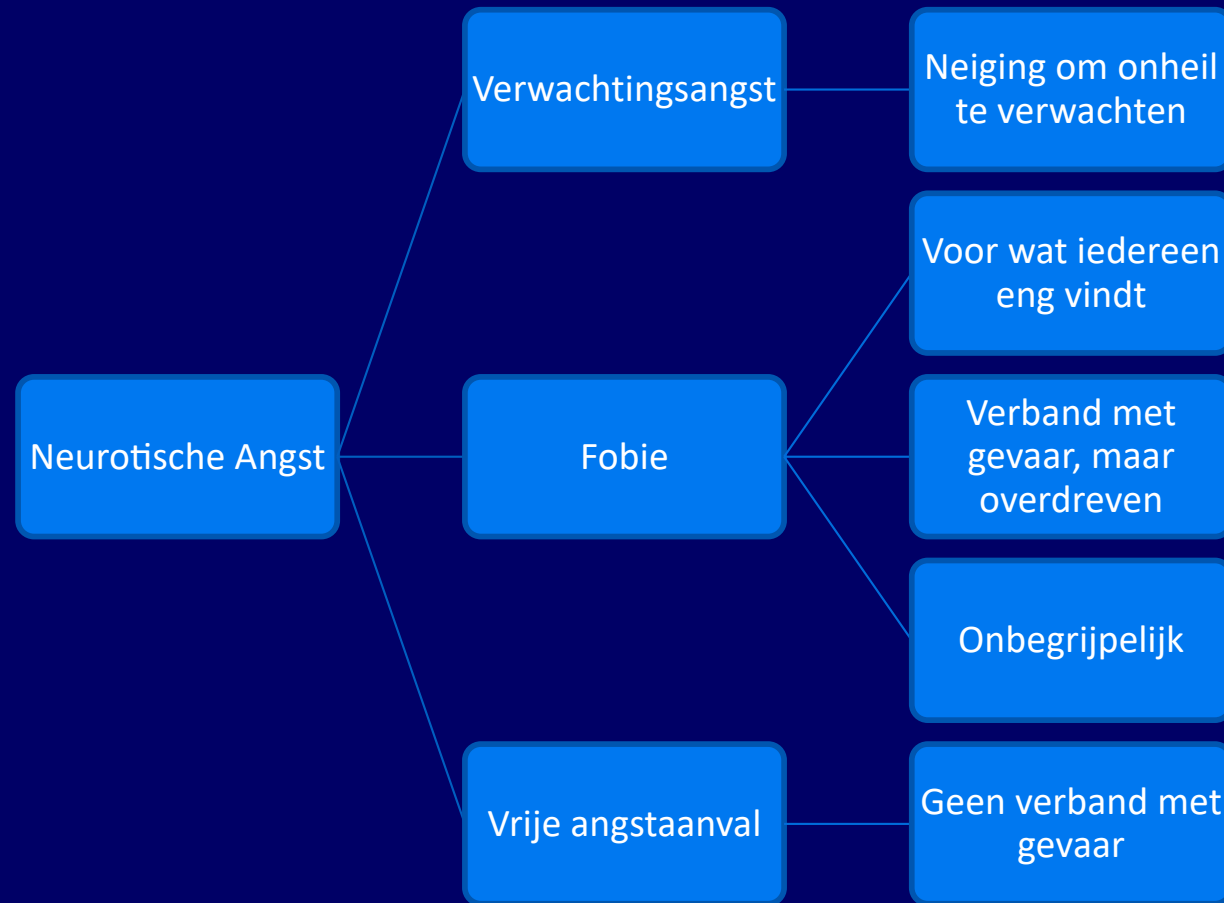 Neurotische Angst
Verwachtingsangst
Neiging om onheil
te verwachten
Fobie
Voor wat iedereen
eng vindt
Verband met
gevaar, maar
overdreven
Onbegrijpelijk
Vrije angstaanval
Geen verband met
gevaar